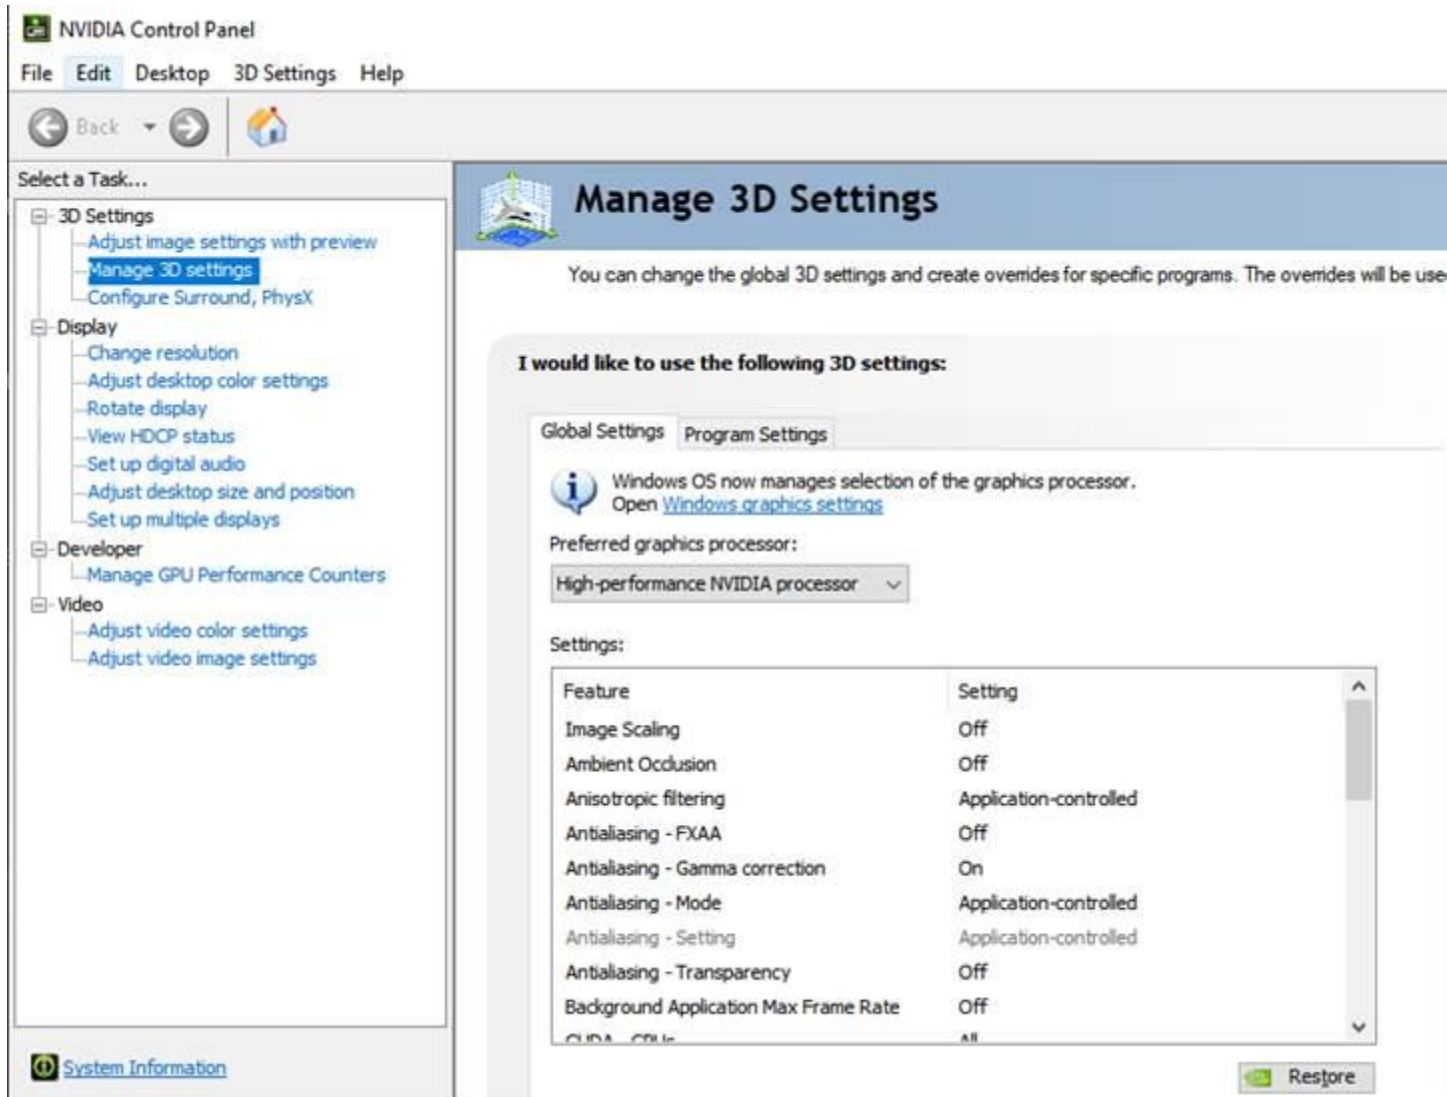 NVIDIA Control Panel
File Edit Desktop 3D Settings Help
Back
Select a Task...
3D Settings
Adjust image settings with preview
Manage 3D settings
Configure Surround, PhysX
Display
Change resolution
Adjust desktop color settings
Rotate display
View HDCP status
Set up digital audio
Adjust desktop size and position
Set up multiple displays
Developer
Manage GPU Performance Counters
Video
Adjust video color settings
Adjust video image settings
System Information
Manage 3D Settings
You can change the global 3D settings and create overrides for specific programs. The overrides will be used
I would like to use the following 3D settings:
Global Settings Program Settings
Windows OS now manages selection of the graphics processor.
Open Windows graphics settings
Preferred graphics processor:
High-performance NVIDIA processor
Settings:
Feature Setting
Image Scaling Off
Ambient Occlusion Off
Anisotropic filtering Application-controlled
Antialiasing - FXAA Off
Antialiasing - Gamma correction On
Antialiasing - Mode Application-controlled
Antialiasing - Setting Application-controlled
Antialiasing - Transparency Off
Background Application Max Frame Rate Off
CUDA - GPUs All
Restore